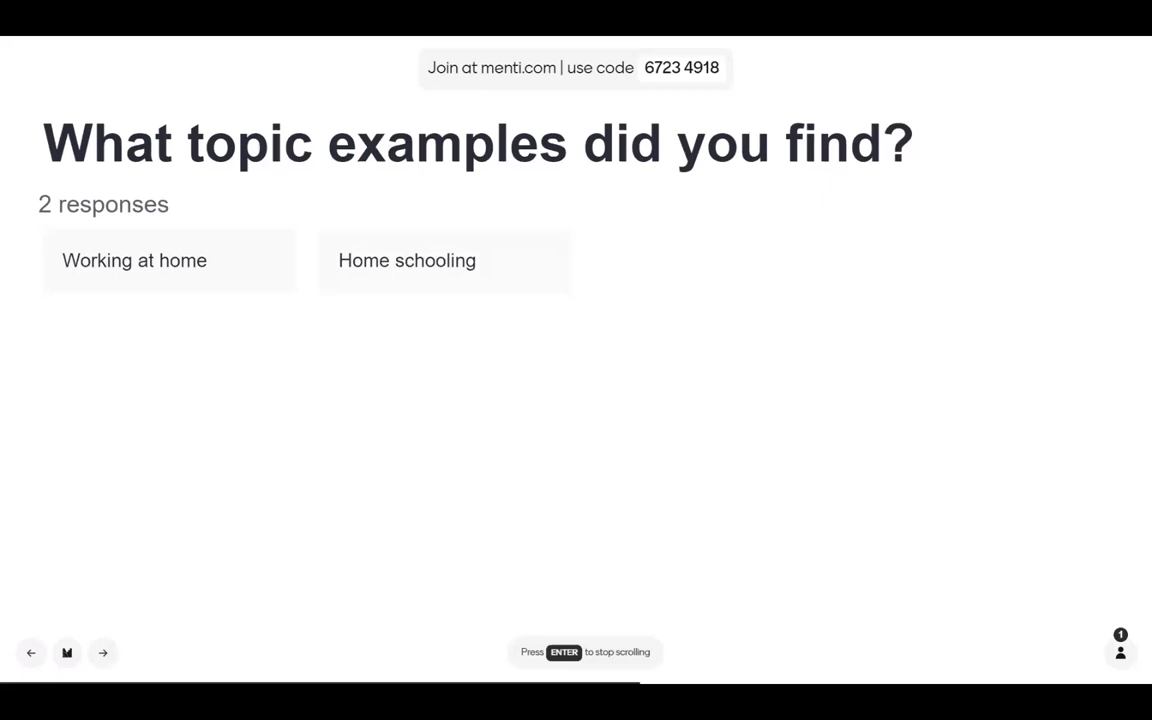 Join at menti.com | use code 6723 4918
What topic examples did you find?
2 responses
Working at home
Home schooling
Press ENTER to stop scrolling
1